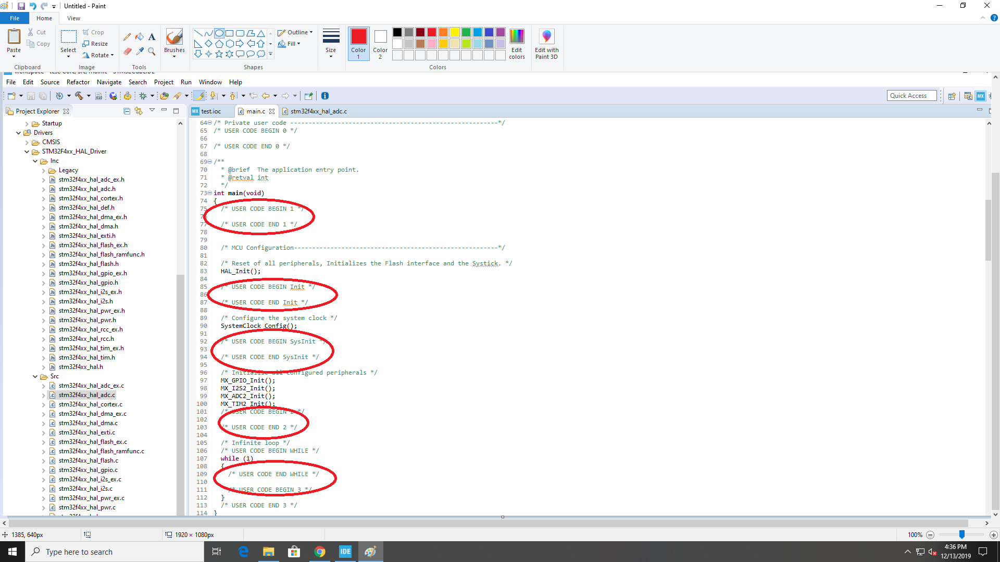 Untitled - Paint
File Home View
Paste Cut Copy Clipboard
Select Crop Resize Rotate Image
Tools
Brushes
Shapes Outline Fill
Size
Color 1 Color 2 Edit colors Colors
Edit with Paint 3D
File Edit Source Refactor Navigate Search Project Run Window Help
Quick Access
MX
Project Explorer
MX test.ioc main.c stm32f4xx_hal_adc.c
Startup
Drivers
CMSIS
STM32F4xx_HAL_Driver
Inc
Legacy
stm32f4xx_hal_adc_ex.h
stm32f4xx_hal_adc.h
stm32f4xx_hal_cortex.h
stm32f4xx_hal_def.h
stm32f4xx_hal_dma_ex.h
stm32f4xx_hal_dma.h
stm32f4xx_hal_exti.h
stm32f4xx_hal_flash_ex.h
stm32f4xx_hal_flash_ramfunc.h
stm32f4xx_hal_flash.h
stm32f4xx_hal_gpio_ex.h
stm32f4xx_hal_gpio.h
stm32f4xx_hal_i2s_ex.h
stm32f4xx_hal_i2s.h
stm32f4xx_hal_pwr_ex.h
stm32f4xx_hal_pwr.h
stm32f4xx_hal_rcc_ex.h
stm32f4xx_hal_rcc.h
stm32f4xx_hal_tim_ex.h
stm32f4xx_hal_tim.h
stm32f4xx_hal.h
Src
stm32f4xx_hal_adc_ex.c
stm32f4xx_hal_adc.c
stm32f4xx_hal_cortex.c
stm32f4xx_hal_dma_ex.c
stm32f4xx_hal_dma.c
stm32f4xx_hal_exti.c
stm32f4xx_hal_flash_ex.c
stm32f4xx_hal_flash_ramfunc.c
stm32f4xx_hal_flash.c
stm32f4xx_hal_gpio.c
stm32f4xx_hal_i2s_ex.c
stm32f4xx_hal_i2s.c
stm32f4xx_hal_pwr_ex.c
stm32f4xx_hal_pwr.c
64 /* Private user code ---------------------------------------------------------*/
65 /* USER CODE BEGIN 0 */
66
67 /* USER CODE END 0 */
68
69 /**
70 * @brief The application entry point.
71 * @retval int
72 */
73 int main(void)
74 {
75 /* USER CODE BEGIN 1 */
76
77 /* USER CODE END 1 */
78
79
80 /* MCU Configuration--------------------------------------------------------*/
81
82 /* Reset of all peripherals, Initializes the Flash interface and the Systick. */
83 HAL_Init();
84
85 /* USER CODE BEGIN Init */
86
87 /* USER CODE END Init */
88
89 /* Configure the system clock */
90 SystemClock_Config();
91
92 /* USER CODE BEGIN SysInit */
93
94 /* USER CODE END SysInit */
95
96 /* Initialize all configured peripherals */
97 MX_GPIO_Init();
98 MX_I2S2_Init();
99 MX_ADC2_Init();
100 MX_TIM2_Init();
101 /* USER CODE BEGIN 2 */
102
103 /* USER CODE END 2 */
104
105 /* Infinite loop */
106 /* USER CODE BEGIN WHILE */
107 while (1)
108 {
109 /* USER CODE END WHILE */
110
111 /* USER CODE BEGIN 3 */
112 }
113 /* USER CODE END 3 */
114 }
1385, 640px
1920 × 1080px
100%
Type here to search
IDE
4:36 PM
12/13/2019